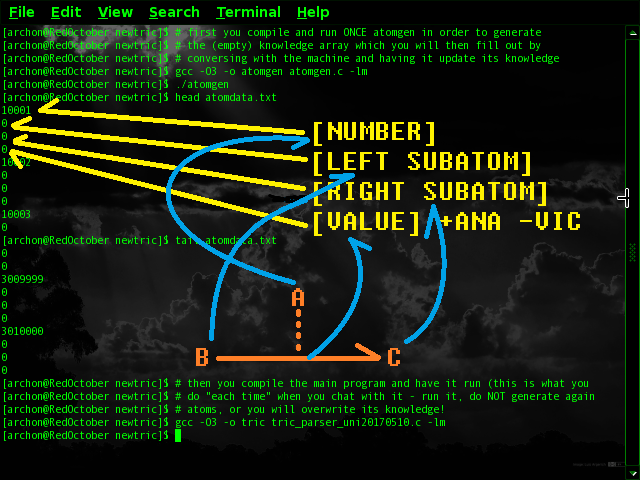 File Edit View Search Terminal Help
[archon@RedOctober newtric]$ # first you compile and run ONCE atomgen in order to generate
[archon@RedOctober newtric]$ # the (empty) knowledge array which you will then fill out by
[archon@RedOctober newtric]$ # conversing with the machine and having it update its knowledge
[archon@RedOctober newtric]$ gcc -O3 -o atomgen atomgen.c -lm
[archon@RedOctober newtric]$ ./atomgen
[archon@RedOctober newtric]$ head atomdata.txt
10001
0
[NUMBER]
0
0
[LEFT SUBATOM]
10002
0
[RIGHT SUBATOM]
0
0
10003
[VALUE] +ANA -VIC
0
[archon@RedOctober newtric]$ tail atomdata.txt
0
0
3009999
0
A
0
0
3010000
0
B C
0
0
[archon@RedOctober newtric]$ # then you compile the main program and have it run (this is what you
[archon@RedOctober newtric]$ # do "each time" when you chat with it - run it, do NOT generate again
[archon@RedOctober newtric]$ # atoms, or you will overwrite its knowledge!
[archon@RedOctober newtric]$ gcc -O3 -o tric tric_parser_uni20170510.c -lm
[archon@RedOctober newtric]$